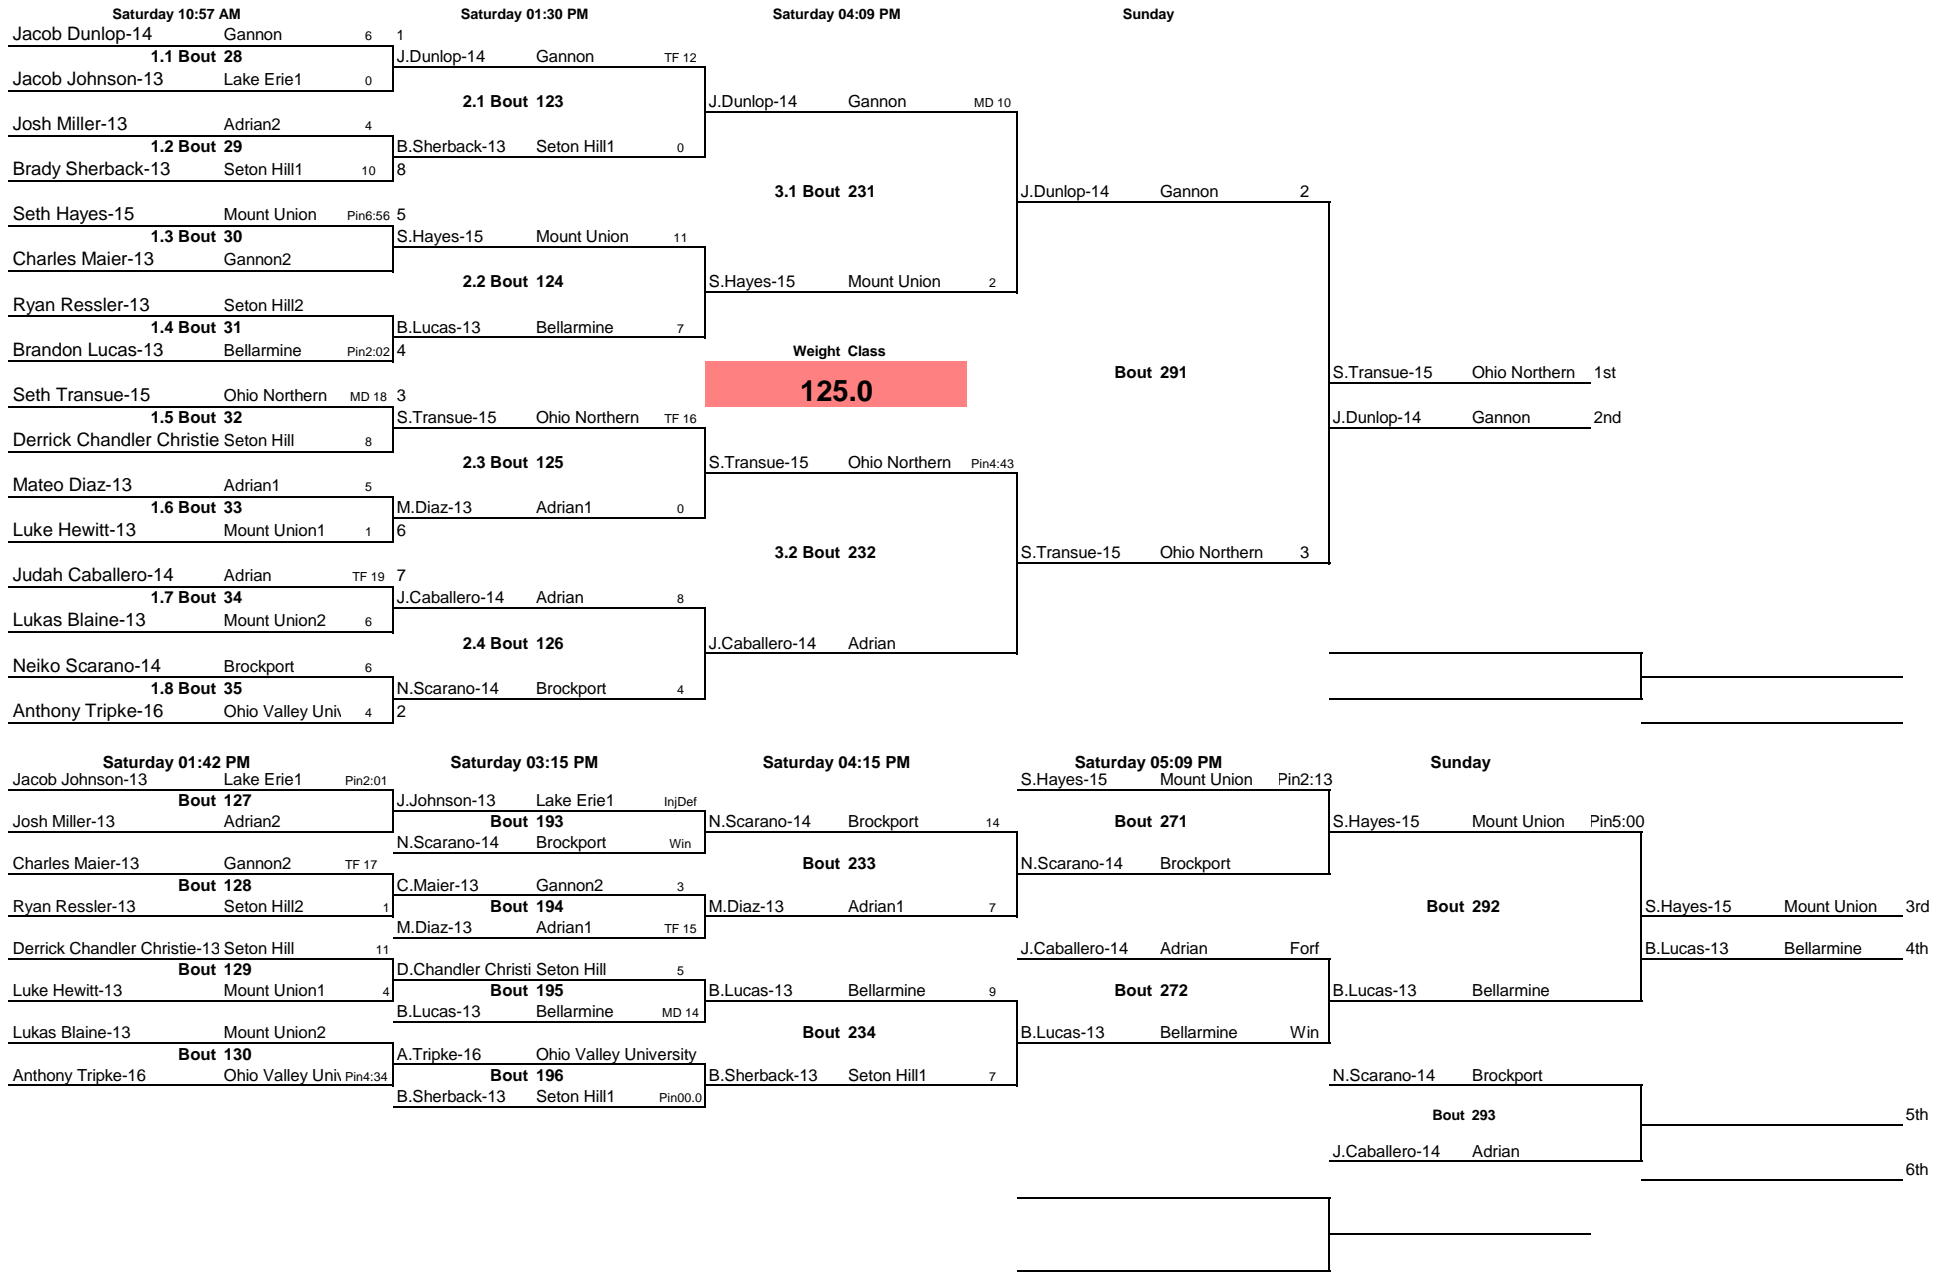 Saturday 10:57 AM Saturday 01:30 PM Saturday 04:09 PM Sunday
Jacob Dunlop-14 Gannon 6 1
1.1 Bout 28 J.Dunlop-14 Gannon TF 12
Jacob Johnson-13 Lake Erie1 0
2.1 Bout 123 J.Dunlop-14 Gannon MD 10
Josh Miller-13 Adrian2 4
1.2 Bout 29 B.Sherback-13 Seton Hill1 0
Brady Sherback-13 Seton Hill1 10 8
3.1 Bout 231 J.Dunlop-14 Gannon 2
Seth Hayes-15 Mount Union Pin6:56 5
1.3 Bout 30 S.Hayes-15 Mount Union 11
Charles Maier-13 Gannon2
2.2 Bout 124 S.Hayes-15 Mount Union 2
Ryan Ressler-13 Seton Hill2
1.4 Bout 31 B.Lucas-13 Bellarmine 7
Brandon Lucas-13 Bellarmine Pin2:02 4 Weight Class
Bout 291 S.Transue-15 Ohio Northern 1st
Seth Transue-15 Ohio Northern MD 18 3 125.0
1.5 Bout 32 S.Transue-15 Ohio Northern TF 16 J.Dunlop-14 Gannon 2nd
Derrick Chandler Christie Seton Hill 8
2.3 Bout 125 S.Transue-15 Ohio Northern Pin4:43
Mateo Diaz-13 Adrian1 5
1.6 Bout 33 M.Diaz-13 Adrian1 0
Luke Hewitt-13 Mount Union1 1 6
3.2 Bout 232 S.Transue-15 Ohio Northern 3
Judah Caballero-14 Adrian TF 19 7
1.7 Bout 34 J.Caballero-14 Adrian 8
Lukas Blaine-13 Mount Union2 6
2.4 Bout 126 J.Caballero-14 Adrian
Neiko Scarano-14 Brockport 6
1.8 Bout 35 N.Scarano-14 Brockport 4
Anthony Tripke-16 Ohio Valley Univ 4 2
Saturday 01:42 PM Saturday 03:15 PM Saturday 04:15 PM Saturday 05:09 PM Sunday
Jacob Johnson-13 Lake Erie1 Pin2:01 S.Hayes-15 Mount Union Pin2:13
Bout 127 J.Johnson-13 Lake Erie1 InjDef
Josh Miller-13 Adrian2 Bout 193 N.Scarano-14 Brockport 14 Bout 271 S.Hayes-15 Mount Union Pin5:00
N.Scarano-14 Brockport Win
Charles Maier-13 Gannon2 TF 17 Bout 233 N.Scarano-14 Brockport
Bout 128 C.Maier-13 Gannon2 3
Ryan Ressler-13 Seton Hill2 1 Bout 194 M.Diaz-13 Adrian1 7 Bout 292 S.Hayes-15 Mount Union 3rd
M.Diaz-13 Adrian1 TF 15
Derrick Chandler Christie-13 Seton Hill 11 J.Caballero-14 Adrian Forf B.Lucas-13 Bellarmine 4th
Bout 129 D.Chandler Christi Seton Hill 5
Luke Hewitt-13 Mount Union1 4 Bout 195 B.Lucas-13 Bellarmine 9 Bout 272 B.Lucas-13 Bellarmine
B.Lucas-13 Bellarmine MD 14
Lukas Blaine-13 Mount Union2 Bout 234 B.Lucas-13 Bellarmine Win
Bout 130 A.Tripke-16 Ohio Valley University
Anthony Tripke-16 Ohio Valley Univ Pin4:34 Bout 196 B.Sherback-13 Seton Hill1 7 N.Scarano-14 Brockport
B.Sherback-13 Seton Hill1 Pin00.0
Bout 293 5th
J.Caballero-14 Adrian
6th